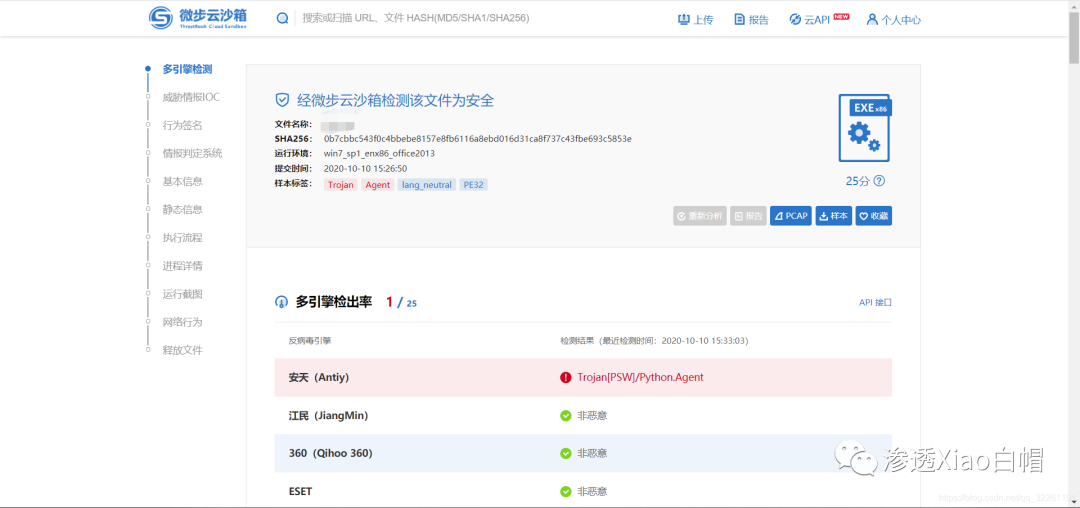 微步云沙箱
ThreatBook Cloud Sandbox
搜索或扫描 URL、文件 HASH(MD5/SHA1/SHA256)
上传
报告
云API NEW
个人中心
多引擎检测
威胁情报IOC
行为签名
情报判定系统
基本信息
静态信息
执行流程
进程详情
运行截图
网络行为
释放文件
经微步云沙箱检测该文件为安全
文件名称：
SHA256： 0b7cbbc543f0c4bbebe8157e8fb6116a8ebd016d31ca8f737c43fbe693c5853e
运行环境： win7_sp1_enx86_office2013
提交时间： 2020-10-10 15:26:50
样本标签： Trojan Agent lang_neutral PE32
EXE x86
25分
重新分析 报告 PCAP 样本 收藏
多引擎检出率 1 / 25
API 接口
反病毒引擎 检测结果（最近检测时间：2020-10-10 15:33:03）
安天（Antiy） Trojan[PSW]/Python.Agent
江民（JiangMin） 非恶意
360（Qihoo 360） 非恶意
ESET 非恶意
渗透Xiao白帽